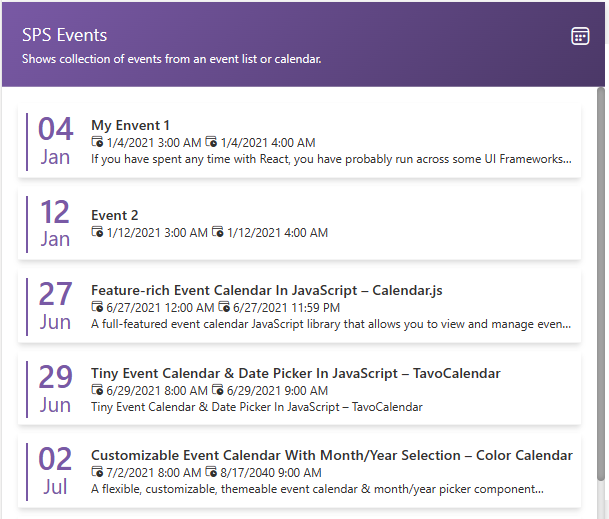 SPS Events
Shows collection of events from an event list or calendar.
04
Jan
My Envent 1
1/4/2021 3:00 AM 1/4/2021 4:00 AM
If you have spent any time with React, you have probably run across some UI Frameworks...
12
Jan
Event 2
1/12/2021 3:00 AM 1/12/2021 4:00 AM
27
Jun
Feature-rich Event Calendar In JavaScript – Calendar.js
6/27/2021 12:00 AM 6/27/2021 11:59 PM
A full-featured event calendar JavaScript library that allows you to view and manage even...
29
Jun
Tiny Event Calendar & Date Picker In JavaScript – TavoCalendar
6/29/2021 8:00 AM 6/29/2021 9:00 AM
Tiny Event Calendar & Date Picker In JavaScript – TavoCalendar
02
Jul
Customizable Event Calendar With Month/Year Selection – Color Calendar
7/2/2021 8:00 AM 8/17/2040 9:00 AM
A flexible, customizable, themeable event calendar & month/year picker component...